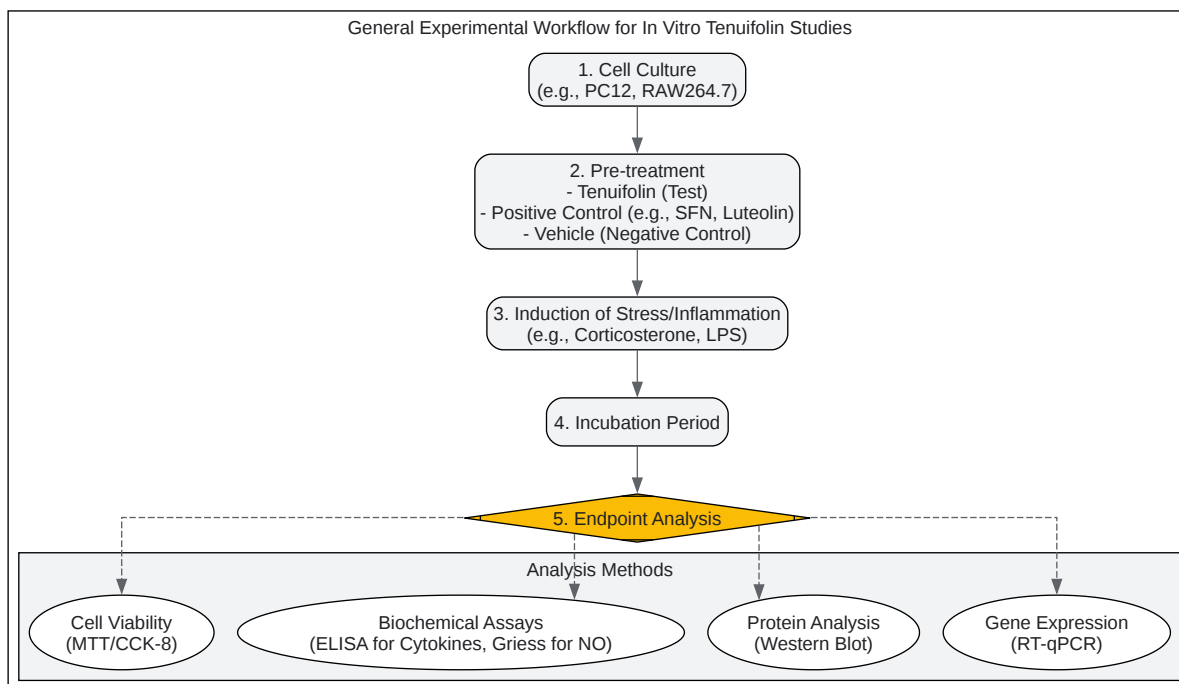 General Experimental Workflow for In Vitro Tenuifolin Studies
1. Cell Culture
(e.g., PC12, RAW264.7)
2. Pre-treatment
- Tenuifolin (Test)
- Positive Control (e.g., SFN, Luteolin)
- Vehicle (Negative Control)
3. Induction of Stress/Inflammation
(e.g., Corticosterone, LPS)
4. Incubation Period
5. Endpoint Analysis
Analysis Methods
Cell Viability
(MTT/CCK-8)
Biochemical Assays
(ELISA for Cytokines, Griess for NO)
Protein Analysis
(Western Blot)
Gene Expression
(RT-qPCR)